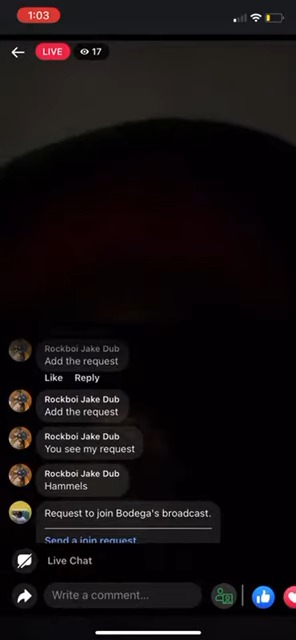 1:03
LIVE
17
Rockboi Jake Dub
Add the request
Like Reply
Rockboi Jake Dub
Add the request
Rockboi Jake Dub
You see my request
Rockboi Jake Dub
Hammels
Request to join Bodega's broadcast.
Send a join request
Live Chat
Write a comment...